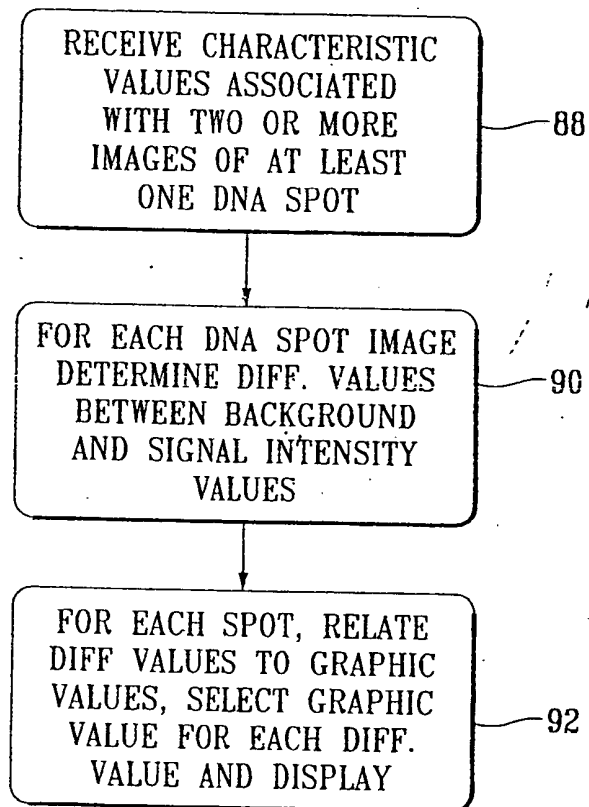 RECEIVE CHARACTERISTIC
VALUES ASSOCIATED
WITH TWO OR MORE
IMAGES OF AT LEAST
ONE DNA SPOT
88
FOR EACH DNA SPOT IMAGE
DETERMINE DIFF. VALUES
BETWEEN BACKGROUND
AND SIGNAL INTENSITY
VALUES
90
FOR EACH SPOT, RELATE
DIFF VALUES TO GRAPHIC
VALUES, SELECT GRAPHIC
VALUE FOR EACH DIFF.
VALUE AND DISPLAY
92